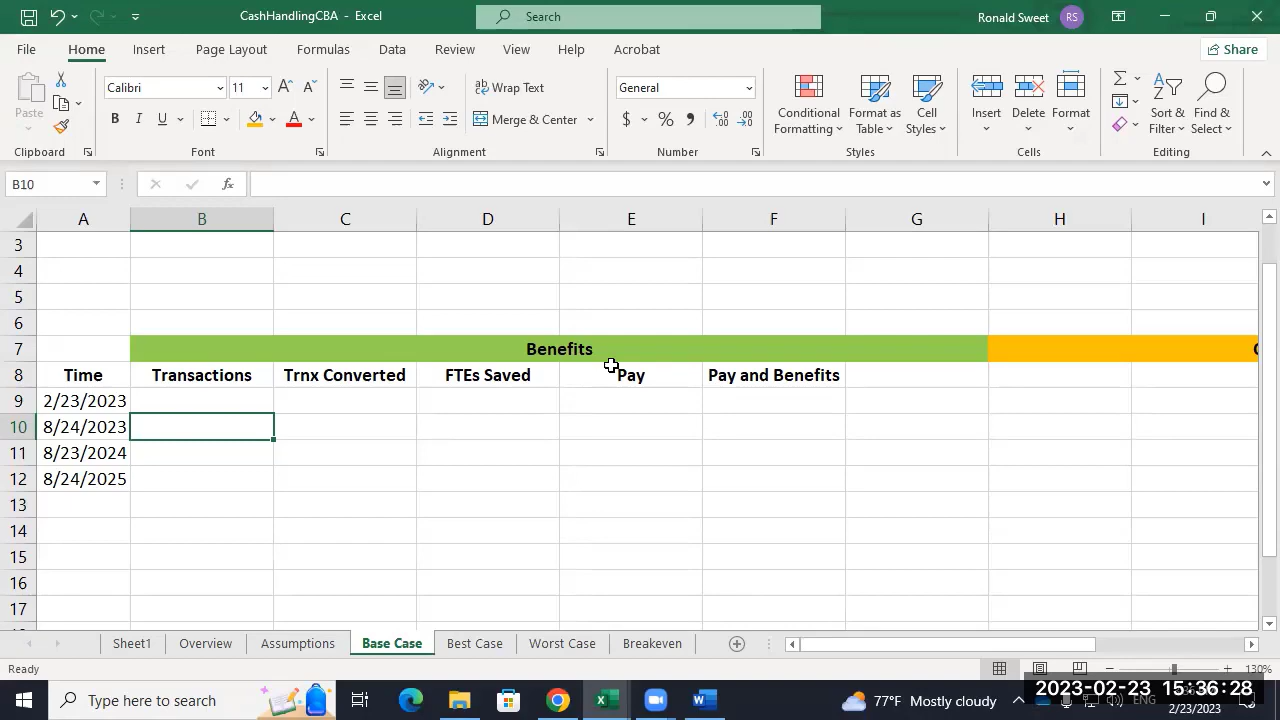 CashHandlingCBA - Excel
Search
Ronald Sweet RS
File Home Insert Page Layout Formulas Data Review View Help Acrobat Share
Paste
Calibri 11
Wrap Text
General
Conditional Formatting
Format as Table
Cell Styles
Insert
Delete
Format
Sort & Filter
Find & Select
B I U
Merge & Center
$ % 9
Clipboard Font Alignment Number Styles Cells Editing
B10 fx
A B C D E F G H I
3
4
5
6
7 Benefits
8 Time Transactions Trnx Converted FTEs Saved Pay Pay and Benefits
9 2/23/2023
10 8/24/2023
11 8/23/2024
12 8/24/2025
13
14
15
16
17
Sheet1 Overview Assumptions Base Case Best Case Worst Case Breakeven
Ready 130%
Type here to search
77°F Mostly cloudy
ENG
2023-02-23 15:36:28
2/23/2023